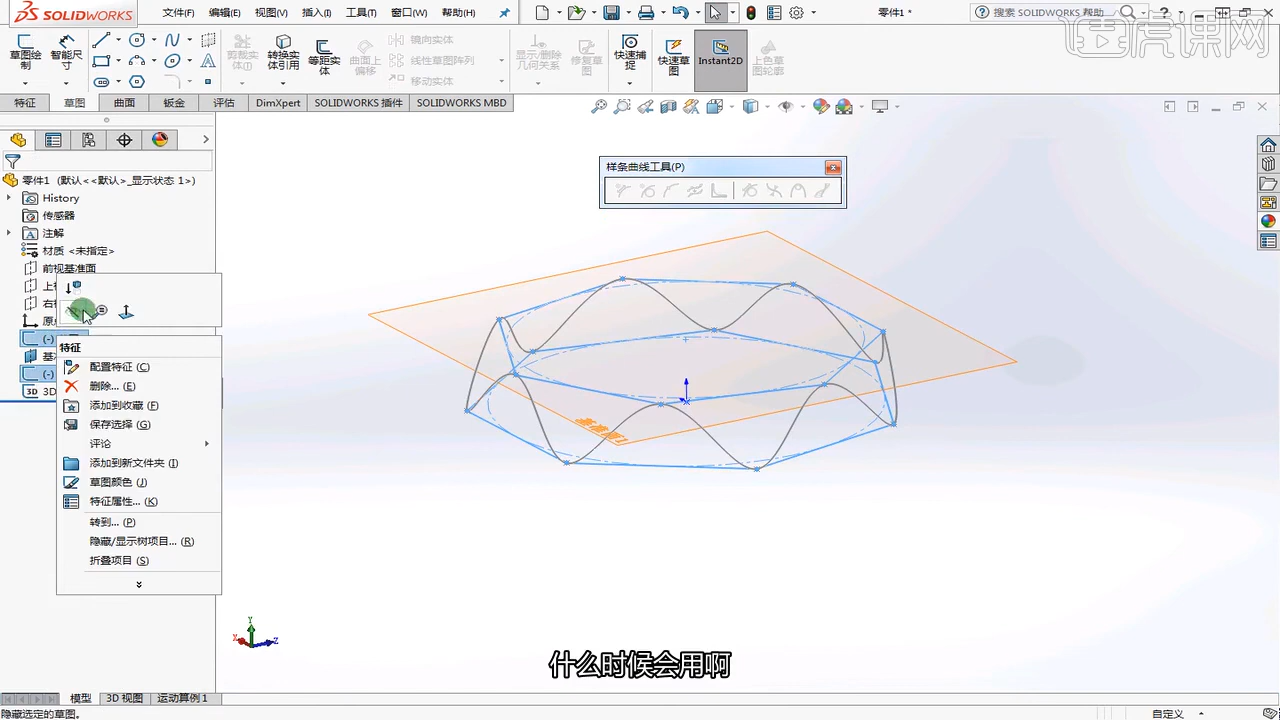 SOLIDWORKS
文件(F) 编辑(E) 视图(V) 插入(I) 工具(T) 窗口(W) 帮助(H)
零件1 *
搜索 SOLIDWORKS 帮助
虎课网
草图绘制
智能尺寸
剪裁实体(I)
转换实体引用
等距实体
曲面上偏移
镜向实体
线性草图阵列
移动实体
显示/删除几何关系
修复草图
快速捕捉
快速草图
Instant2D
上色草图轮廓
特征 草图 曲面 钣金 评估 DimXpert SOLIDWORKS 插件 SOLIDWORKS MBD
样条曲线工具(P)
零件1 (默认<<默认>_显示状态 1>)
History
传感器
注解
材质 <未指定>
前视基准面
(-)
(-)
3D
特征
配置特征 (C)
删除... (E)
添加到收藏 (F)
保存选择 (G)
评论
添加到新文件夹 (I)
草图颜色 (J)
特征属性... (K)
转到... (P)
隐藏/显示树项目... (R)
折叠项目 (S)
基准面1
Y
X
Z
什么时候会用啊
模型 3D 视图 运动算例 1
隐藏选定的草图。
自定义